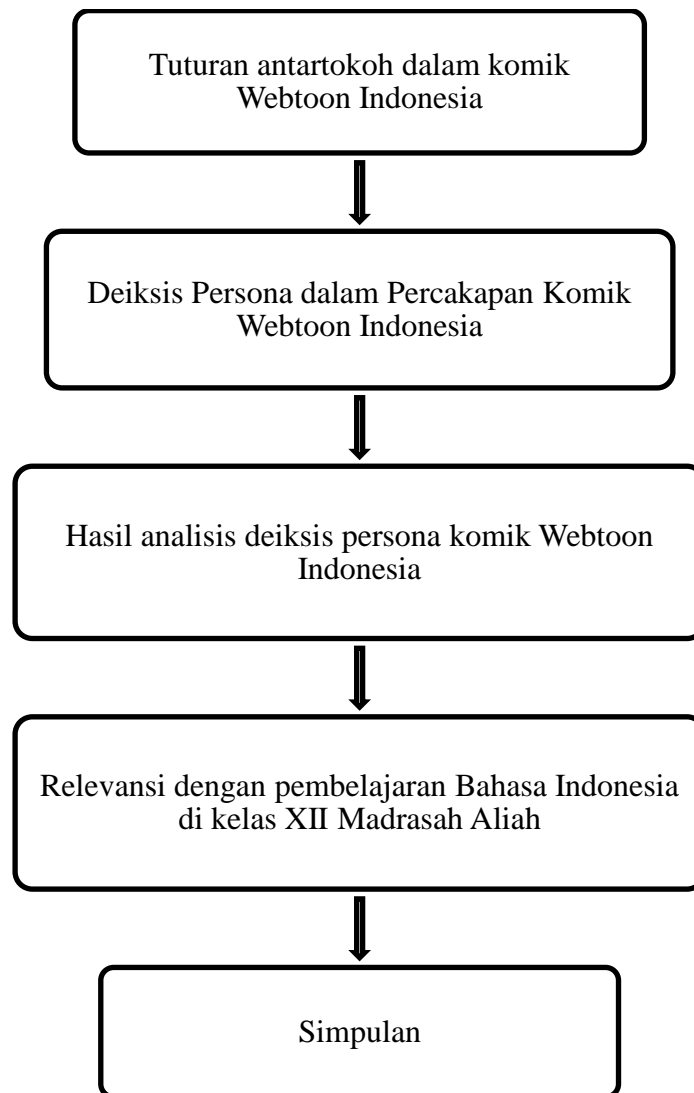 Tuturan antartokoh dalam komik
Webtoon Indonesia
Deiksis Persona dalam Percakapan Komik
Webtoon Indonesia
Hasil analisis deiksis persona komik Webtoon
Indonesia
Relevansi dengan pembelajaran Bahasa Indonesia
di kelas XII Madrasah Aliah
Simpulan